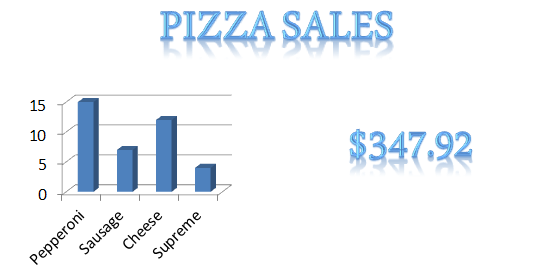 PIZZA SALES
15
10
5
0
$347.92
Pepperoni
Sausage
Cheese
Supreme